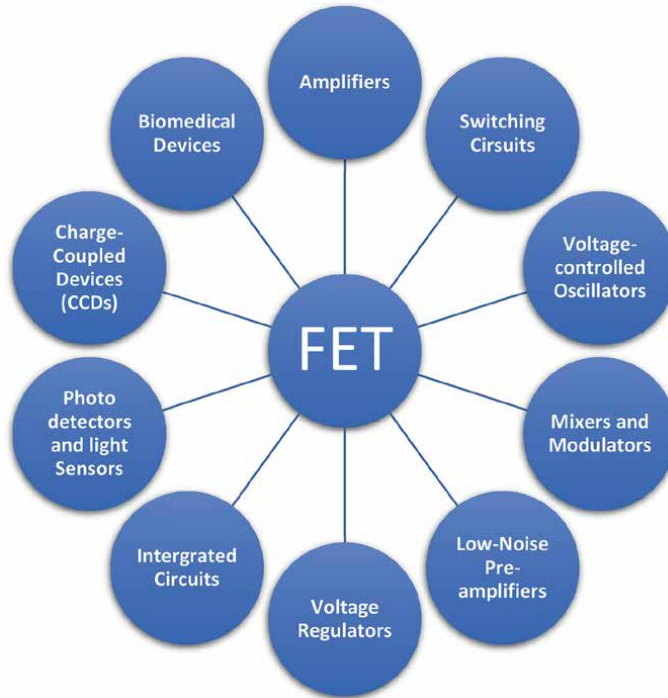 Amplifiers
Switching
Cirsuits
Voltage-
controlled
Oscillators
Mixers and
Modulators
Low-Noise
Pre-
amplifiers
Voltage
Regulators
Intergrated
Circuits
Photo
detectors
and light
Sensors
Charge-
Coupled
Devices
(CCDs)
Biomedical
Devices
FET